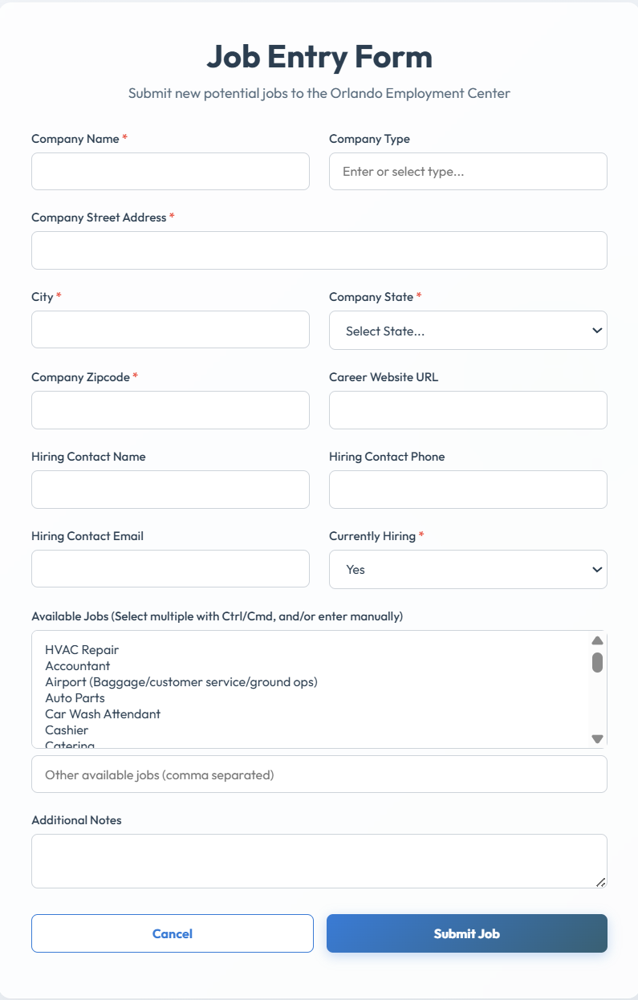 Job Entry Form
Submit new potential jobs to the Orlando Employment Center
Company Name *
Company Type
Enter or select type...
Company Street Address *
City *
Company State *
Select State...
Company Zipcode *
Career Website URL
Hiring Contact Name
Hiring Contact Phone
Hiring Contact Email
Currently Hiring *
Yes
Available Jobs (Select multiple with Ctrl/Cmd, and/or enter manually)
HVAC Repair
Accountant
Airport (Baggage/customer service/ground ops)
Auto Parts
Car Wash Attendant
Cashier
Catering
Other available jobs (comma separated)
Additional Notes
Cancel
Submit Job